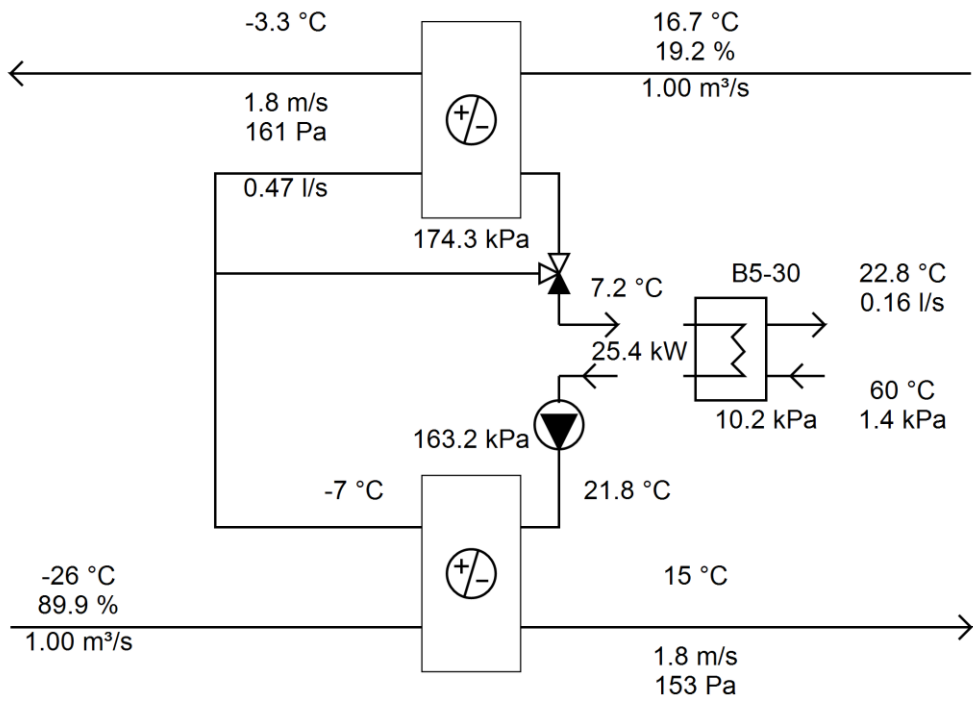 -3.3 °C
16.7 °C
19.2 %
1.00 m³/s
1.8 m/s
161 Pa
+
−
0.47 l/s
174.3 kPa
7.2 °C
B5-30
22.8 °C
0.16 l/s
25.4 kW
60 °C
1.4 kPa
10.2 kPa
163.2 kPa
-7 °C
21.8 °C
+
−
-26 °C
89.9 %
1.00 m³/s
15 °C
1.8 m/s
153 Pa